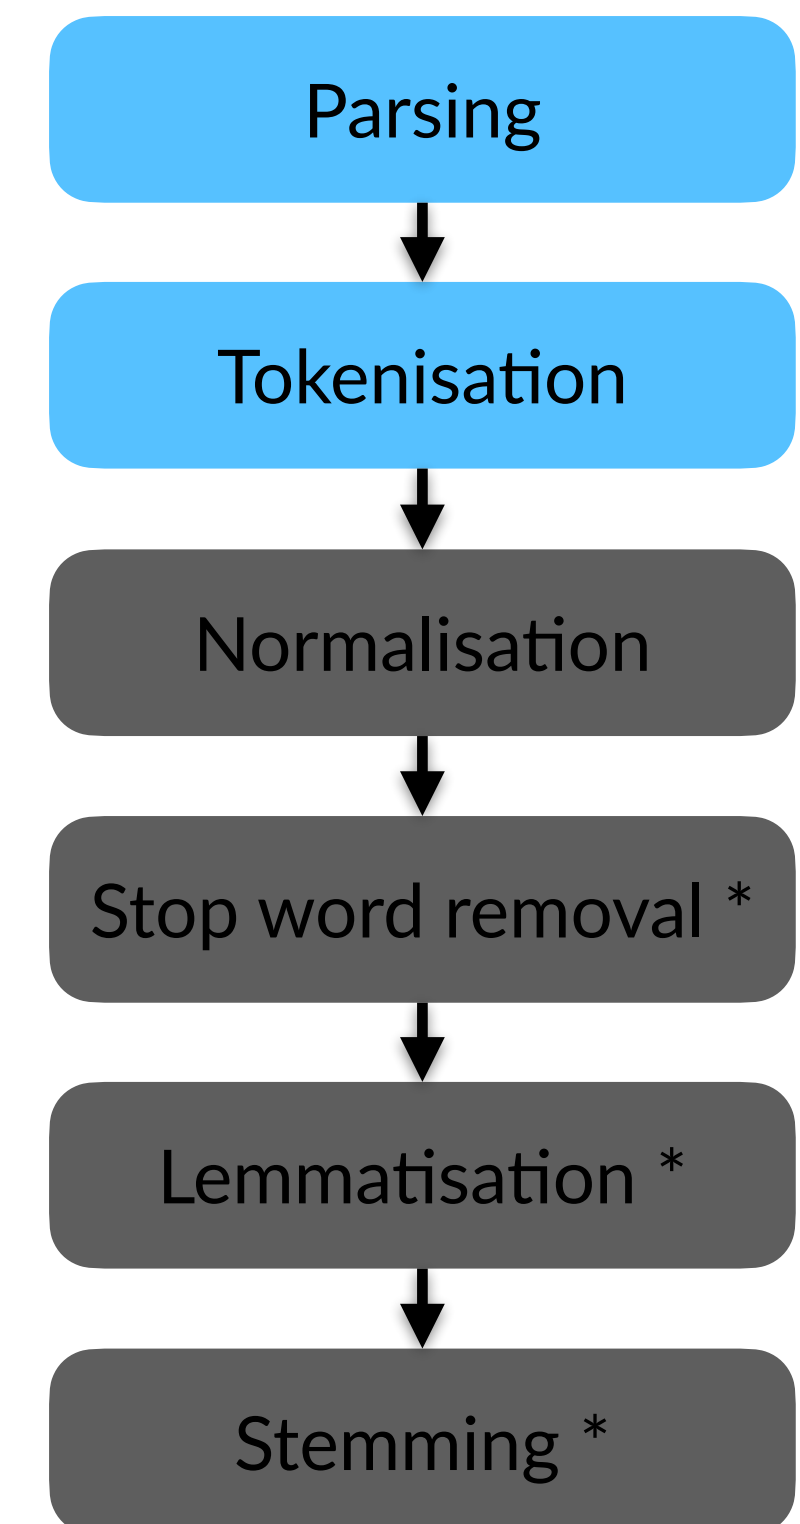 Parsing
Tokenisation
Normalisation
Stop word removal *
Lemmatisation *
Stemming *